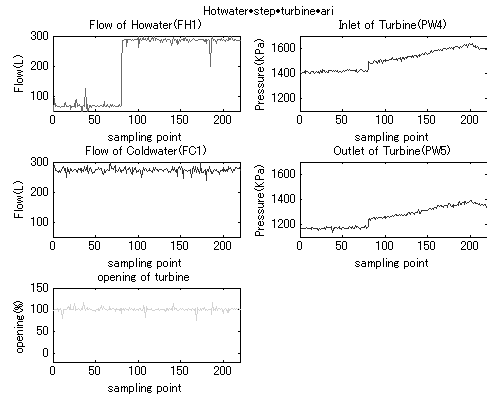 Hotwater•step•turbine•ari
Flow of Howater(FH1)
Flow(L)
300
200
100
0
50
100
150
200
sampling point
Inlet of Turbine(PW4)
Pressure(KPa)
1600
1400
1200
0
50
100
150
200
sampling point
Flow of Coldwater(FC1)
Flow(L)
300
200
100
0
50
100
150
200
sampling point
Outlet of Turbine(PW5)
Pressure(KPa)
1600
1400
1200
0
50
100
150
200
sampling point
opening of turbine
opening(%)
150
100
50
0
0
50
100
150
200
sampling point